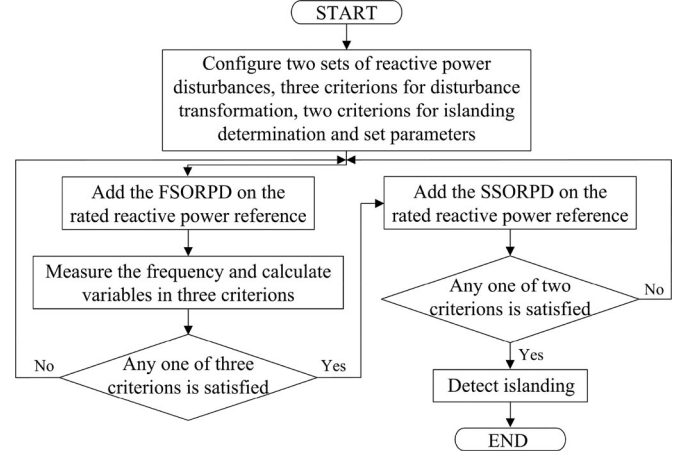 START
Configure two sets of reactive power
disturbances, three criterions for disturbance
transformation, two criterions for islanding
determination and set parameters
Add the FSORPD on the
rated reactive power reference
Measure the frequency and calculate
variables in three criterions
No
Any one of three
criterions is satisfied
Yes
Add the SSORPD on the
rated reactive power reference
Any one of two
criterions is satisfied
No
Yes
Detect islanding
END